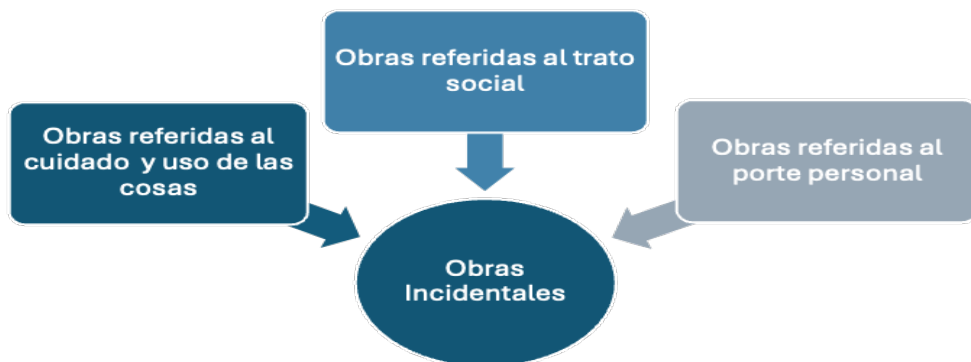 Obras referidas al trato
social
Obras referidas al
cuidado y uso de las
cosas
Obras referidas al
porte personal
Obras
Incidentales